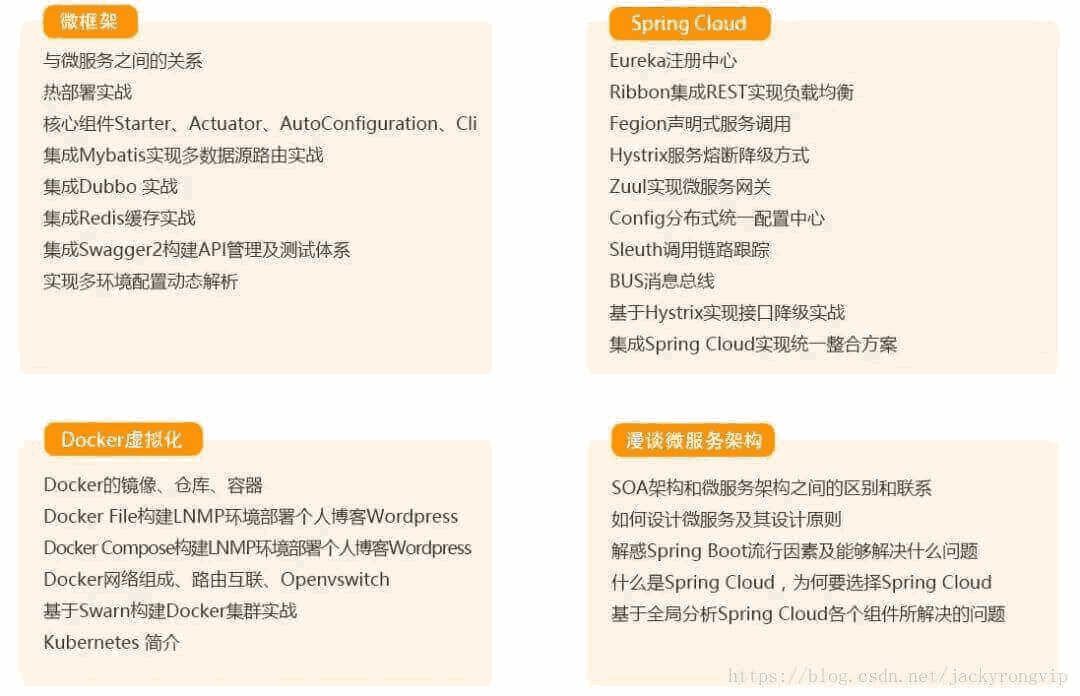 微框架
与微服务之间的关系
热部署实战
核心组件Starter、Actuator、AutoConfiguration、Cli
集成Mybatis实现多数据源路由实战
集成Dubbo 实战
集成Redis缓存实战
集成Swagger2构建API管理及测试体系
实现多环境配置动态解析
Spring Cloud
Eureka注册中心
Ribbon集成REST实现负载均衡
Fegion声明式服务调用
Hystrix服务熔断降级方式
Zuul实现微服务网关
Config分布式统一配置中心
Sleuth调用链路跟踪
BUS消息总线
基于Hystrix实现接口降级实战
集成Spring Cloud实现统一整合方案
Docker虚拟化
Docker的镜像、仓库、容器
Docker File构建LNMP环境部署个人博客Wordpress
Docker Compose构建LNMP环境部署个人博客Wordpress
Docker网络组成、路由互联、Openvswitch
基于Swarn构建Docker集群实战
Kubernetes 简介
漫谈微服务架构
SOA架构和微服务架构之间的区别和联系
如何设计微服务及其设计原则
解惑Spring Boot流行因素及能够解决什么问题
什么是Spring Cloud，为何要选择Spring Cloud
基于全局分析Spring Cloud各个组件所解决的问题
https://blog.csdn.net/jackyrongvip